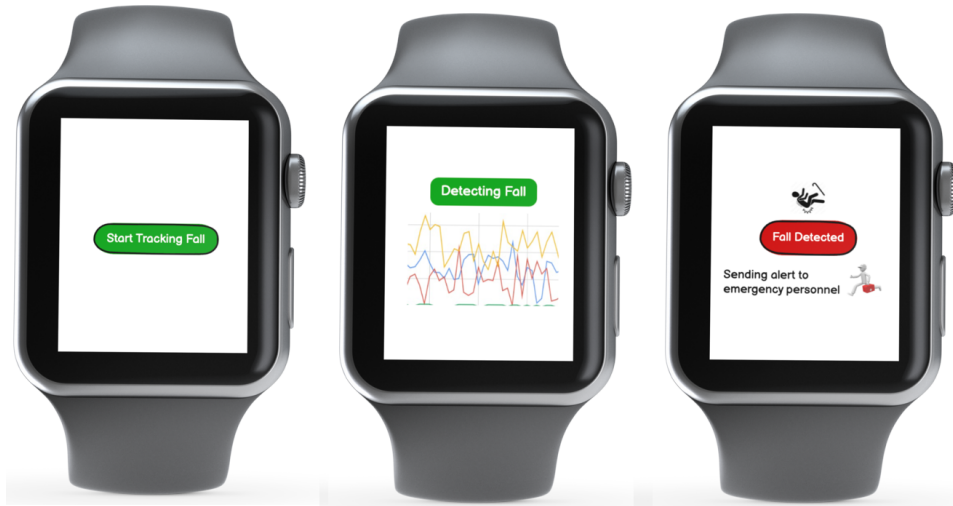 Start Tracking Fall
Detecting Fall
Fall Detected
Sending alert to
emergency personnel